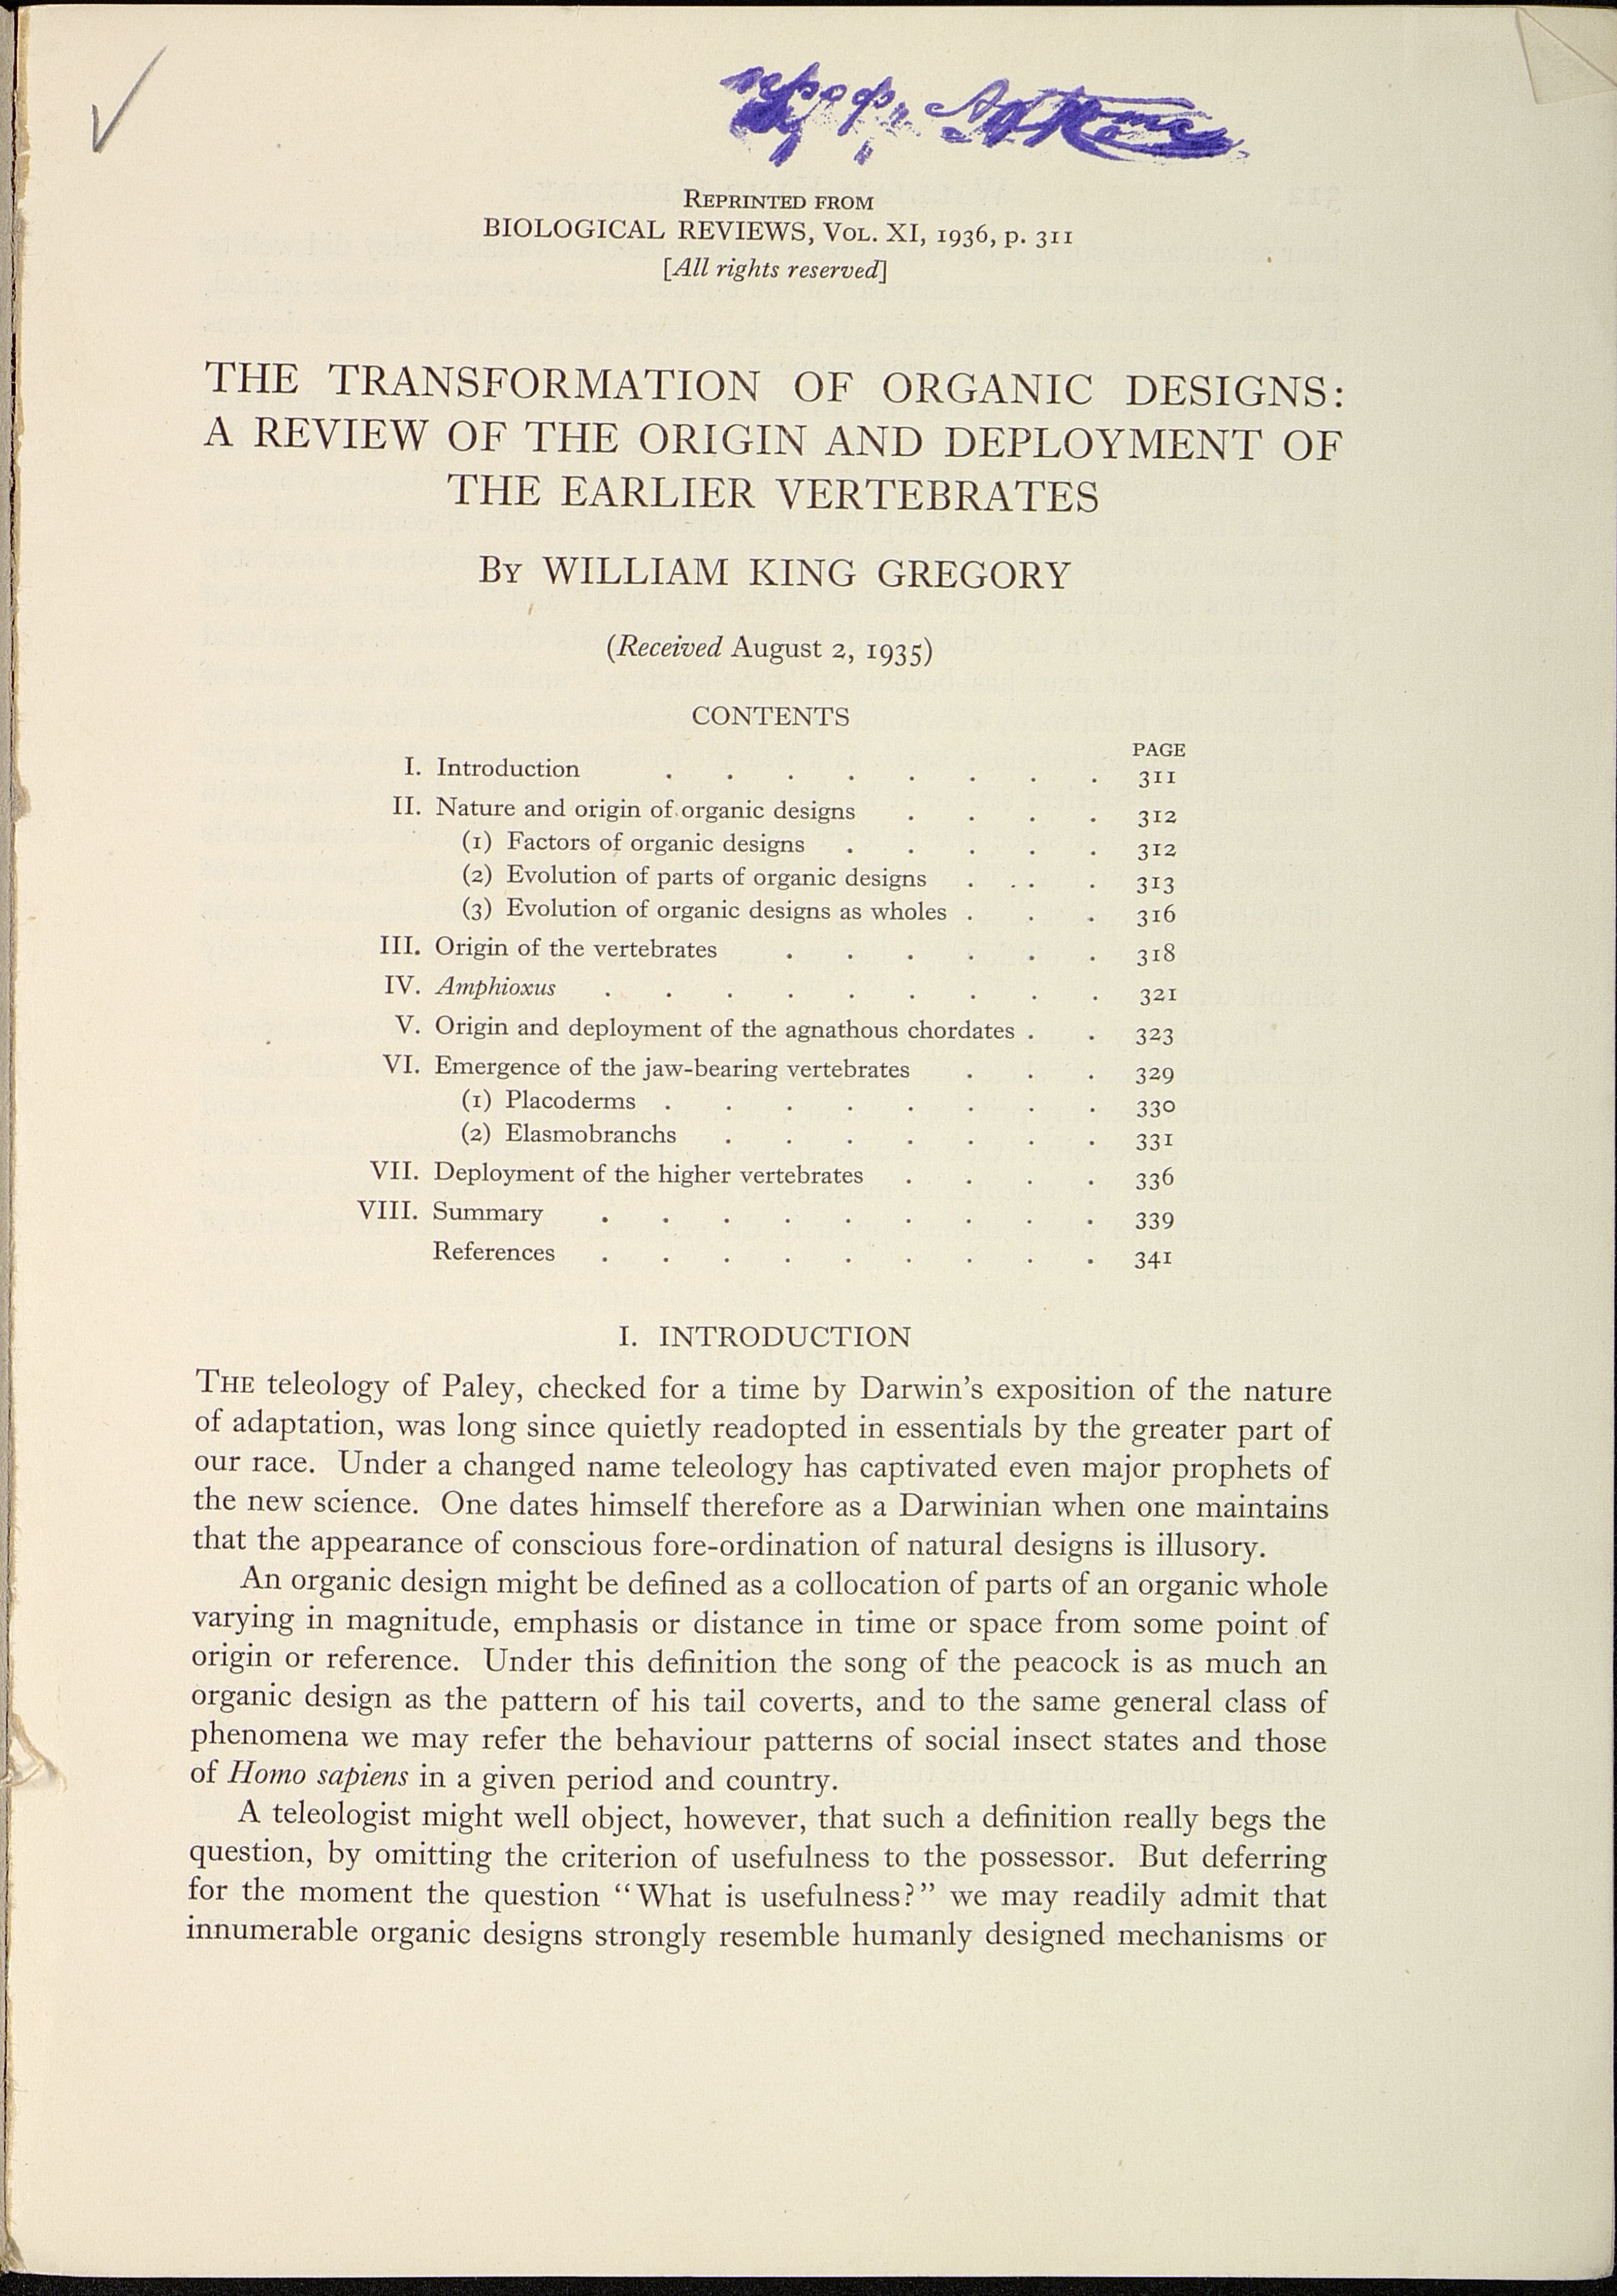 REPRINTED FROM
BIOLOGICAL REVIEWS, VOL. XI, 1936, p. 311
[All rights reserved]
THE TRANSFORMATION OF ORGANIC DESIGNS:
A REVIEW OF THE ORIGIN AND DEPLOYMENT OF
THE EARLIER VERTEBRATES
BY WILLIAM KING GREGORY
(Received August 2, 1935)
CONTENTS
PAGE
I. Introduction . . . . . . . . 311
II. Nature and origin of organic designs . . . . 312
(1) Factors of organic designs . . . . . 312
(2) Evolution of parts of organic designs . . . . 313
(3) Evolution of organic designs as wholes . . . 316
III. Origin of the vertebrates . . . . . . 318
IV. Amphioxus . . . . . . . . . 321
V. Origin and deployment of the agnathous chordates . . 323
VI. Emergence of the jaw-bearing vertebrates . . . 329
(1) Placoderms . . . . . . . . 330
(2) Elasmobranchs . . . . . . . 331
VII. Deployment of the higher vertebrates . . . . 336
VIII. Summary . . . . . . . . . 339
References . . . . . . . . . 341
I. INTRODUCTION
THE teleology of Paley, checked for a time by Darwin's exposition of the nature
of adaptation, was long since quietly readopted in essentials by the greater part of
our race. Under a changed name teleology has captivated even major prophets of
the new science. One dates himself therefore as a Darwinian when one maintains
that the appearance of conscious fore-ordination of natural designs is illusory.
An organic design might be defined as a collocation of parts of an organic whole
varying in magnitude, emphasis or distance in time or space from some point of
origin or reference. Under this definition the song of the peacock is as much an
organic design as the pattern of his tail coverts, and to the same general class of
phenomena we may refer the behaviour patterns of social insect states and those
of Homo sapiens in a given period and country.
A teleologist might well object, however, that such a definition really begs the
question, by omitting the criterion of usefulness to the possessor. But deferring
for the moment the question "What is usefulness?" we may readily admit that
innumerable organic designs strongly resemble humanly designed mechanisms or